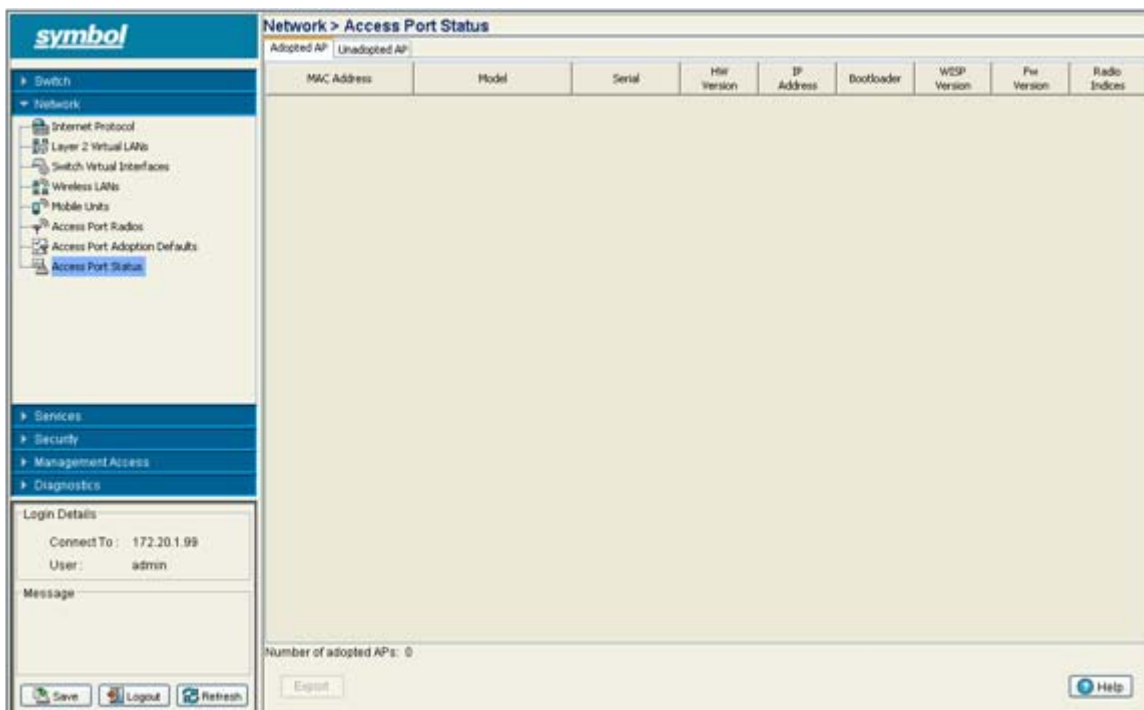 symbol
Switch
Network
Internet Protocol
Layer 2 Virtual LANs
Switch Virtual Interfaces
Wireless LANs
Mobile Units
Access Port Radios
Access Port Adoption Defaults
Access Port Status
Services
Security
Management Access
Diagnostics
Login Details
Connect To : 172.20.1.99
User : admin
Message
Save Logout Refresh
Network > Access Port Status
Adopted AP Unadopted AP
MAC Address Model Serial HW Version IP Address Bootloader WISP Version Fw Version Radio Indices
Number of adopted APs: 0
Export
Help